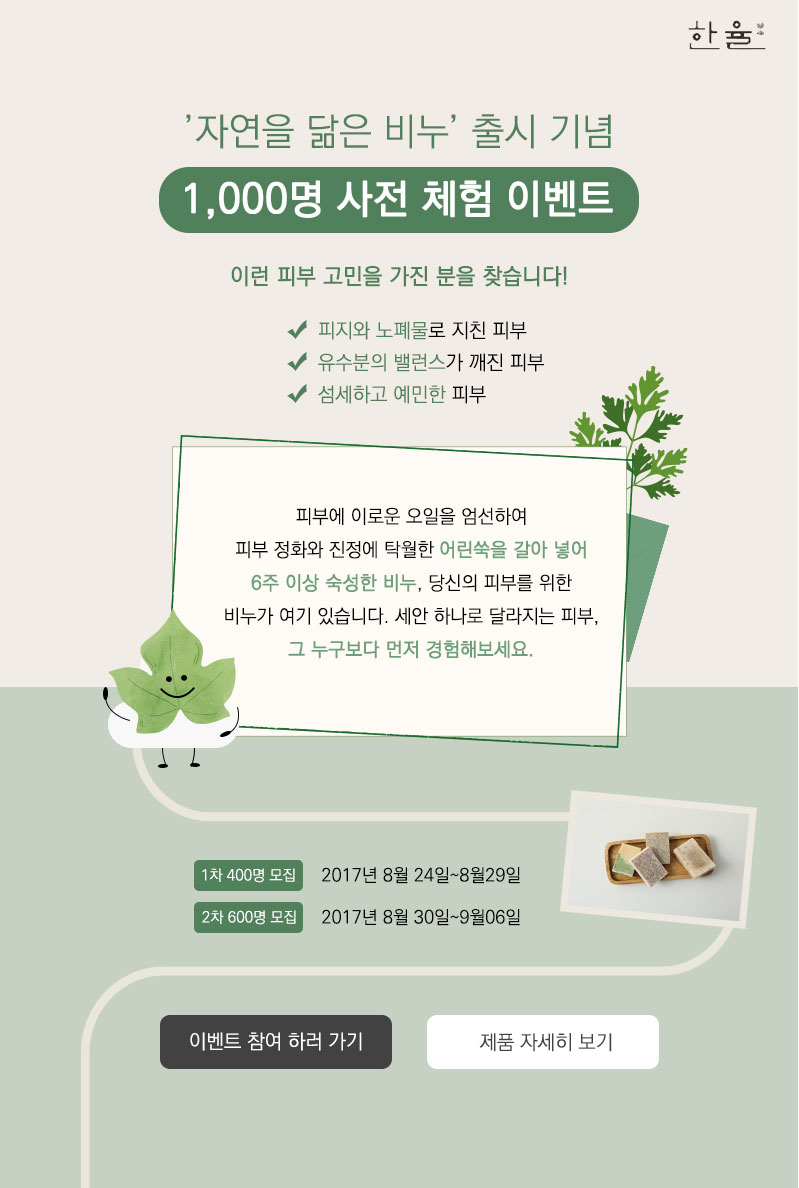 한율
’자연을 닮은 비누’ 출시 기념
1,000명 사전 체험 이벤트
이런 피부 고민을 가진 분을 찾습니다!
피지와 노폐물로 지친 피부
유수분의 밸런스가 깨진 피부
섬세하고 예민한 피부
피부에 이로운 오일을 엄선하여
피부 정화와 진정에 탁월한 어린쑥을 갈아 넣어
6주 이상 숙성한 비누, 당신의 피부를 위한
비누가 여기 있습니다. 세안 하나로 달라지는 피부,
그 누구보다 먼저 경험해보세요.
1차 400명 모집 2017년 8월 24일~8월29일
2차 600명 모집 2017년 8월 30일~9월06일
이벤트 참여 하러 가기 제품 자세히 보기